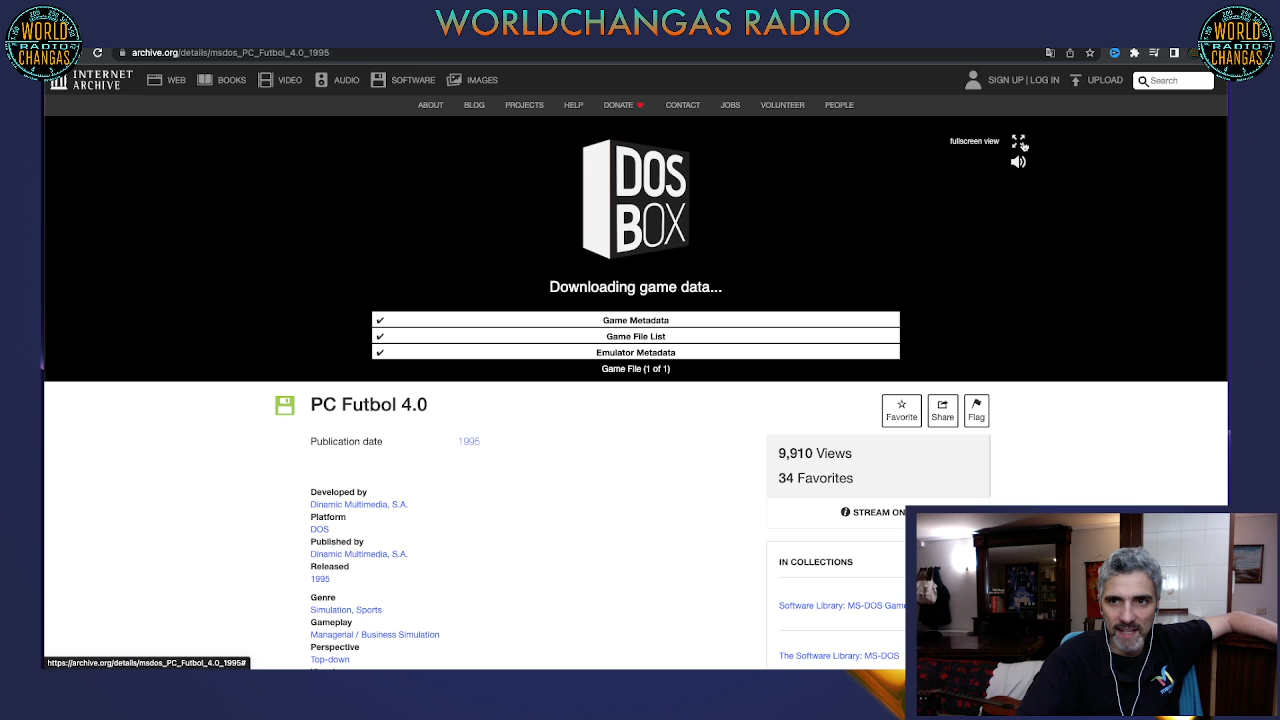 WORLDCHANGAS RADIO
WORLD
RADIO
CHANGAS
WORLD
RADIO
CHANGAS
archive.org/details/msdos_PC_Futbol_4.0_1995
INTERNET
ARCHIVE
WEB BOOKS VIDEO AUDIO SOFTWARE IMAGES
SIGN UP | LOG IN UPLOAD Search
ABOUT BLOG PROJECTS HELP DONATE CONTACT JOBS VOLUNTEER PEOPLE
fullscreen view
DOS
BOX
Downloading game data...
✔ Game Metadata
✔ Game File List
✔ Emulator Metadata
Game File (1 of 1)
PC Futbol 4.0
Favorite Share Flag
Publication date 1995
9,910 Views
34 Favorites
Developed by
Dinamic Multimedia, S.A.
Platform
DOS
Published by
Dinamic Multimedia, S.A.
Released
1995
Genre
Simulation, Sports
Gameplay
Managerial / Business Simulation
Perspective
Top-down
STREAM ON
IN COLLECTIONS
Software Library: MS-DOS Game
The Software Library: MS-DOS
https://archive.org/details/msdos_PC_Futbol_4.0_1995#